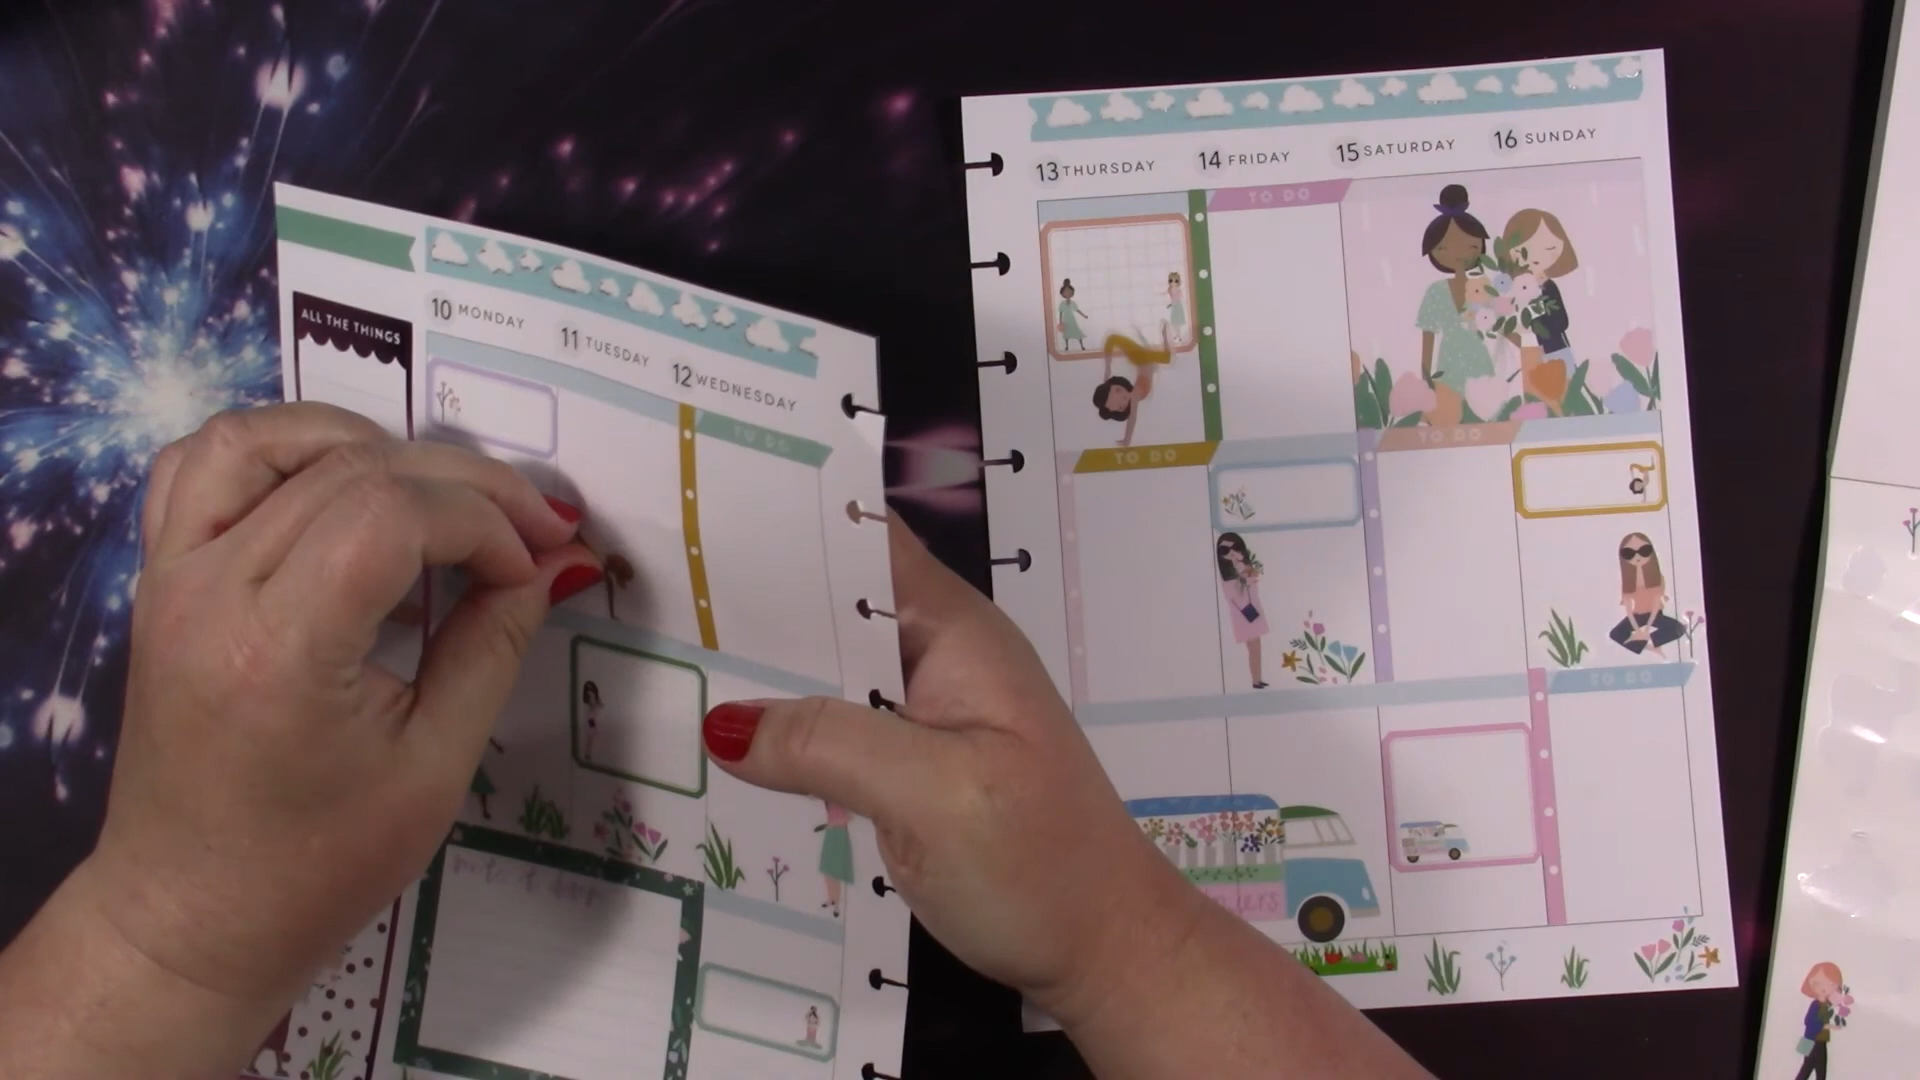 ALL THE THINGS
10 MONDAY
11 TUESDAY
12 WEDNESDAY
TO DO
13 THURSDAY
14 FRIDAY
15 SATURDAY
16 SUNDAY
TO DO
TO DO
TO DO
TO DO